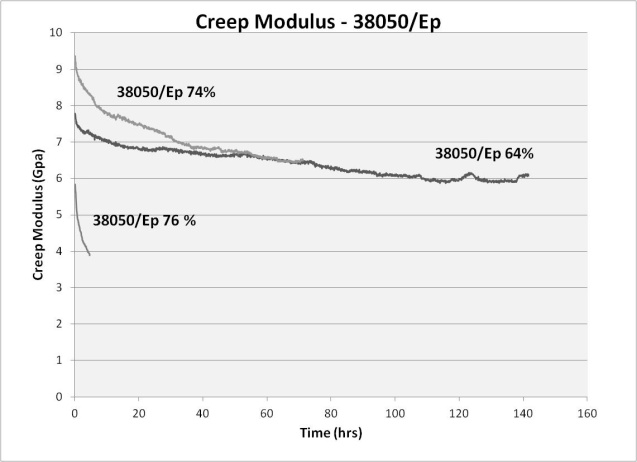 Creep Modulus - 38050/Ep
10
9
8
7
6
5
4
3
2
1
0
Creep Modulus (Gpa)
38050/Ep 74%
38050/Ep 64%
38050/Ep 76 %
0 20 40 60 80 100 120 140 160
Time (hrs)